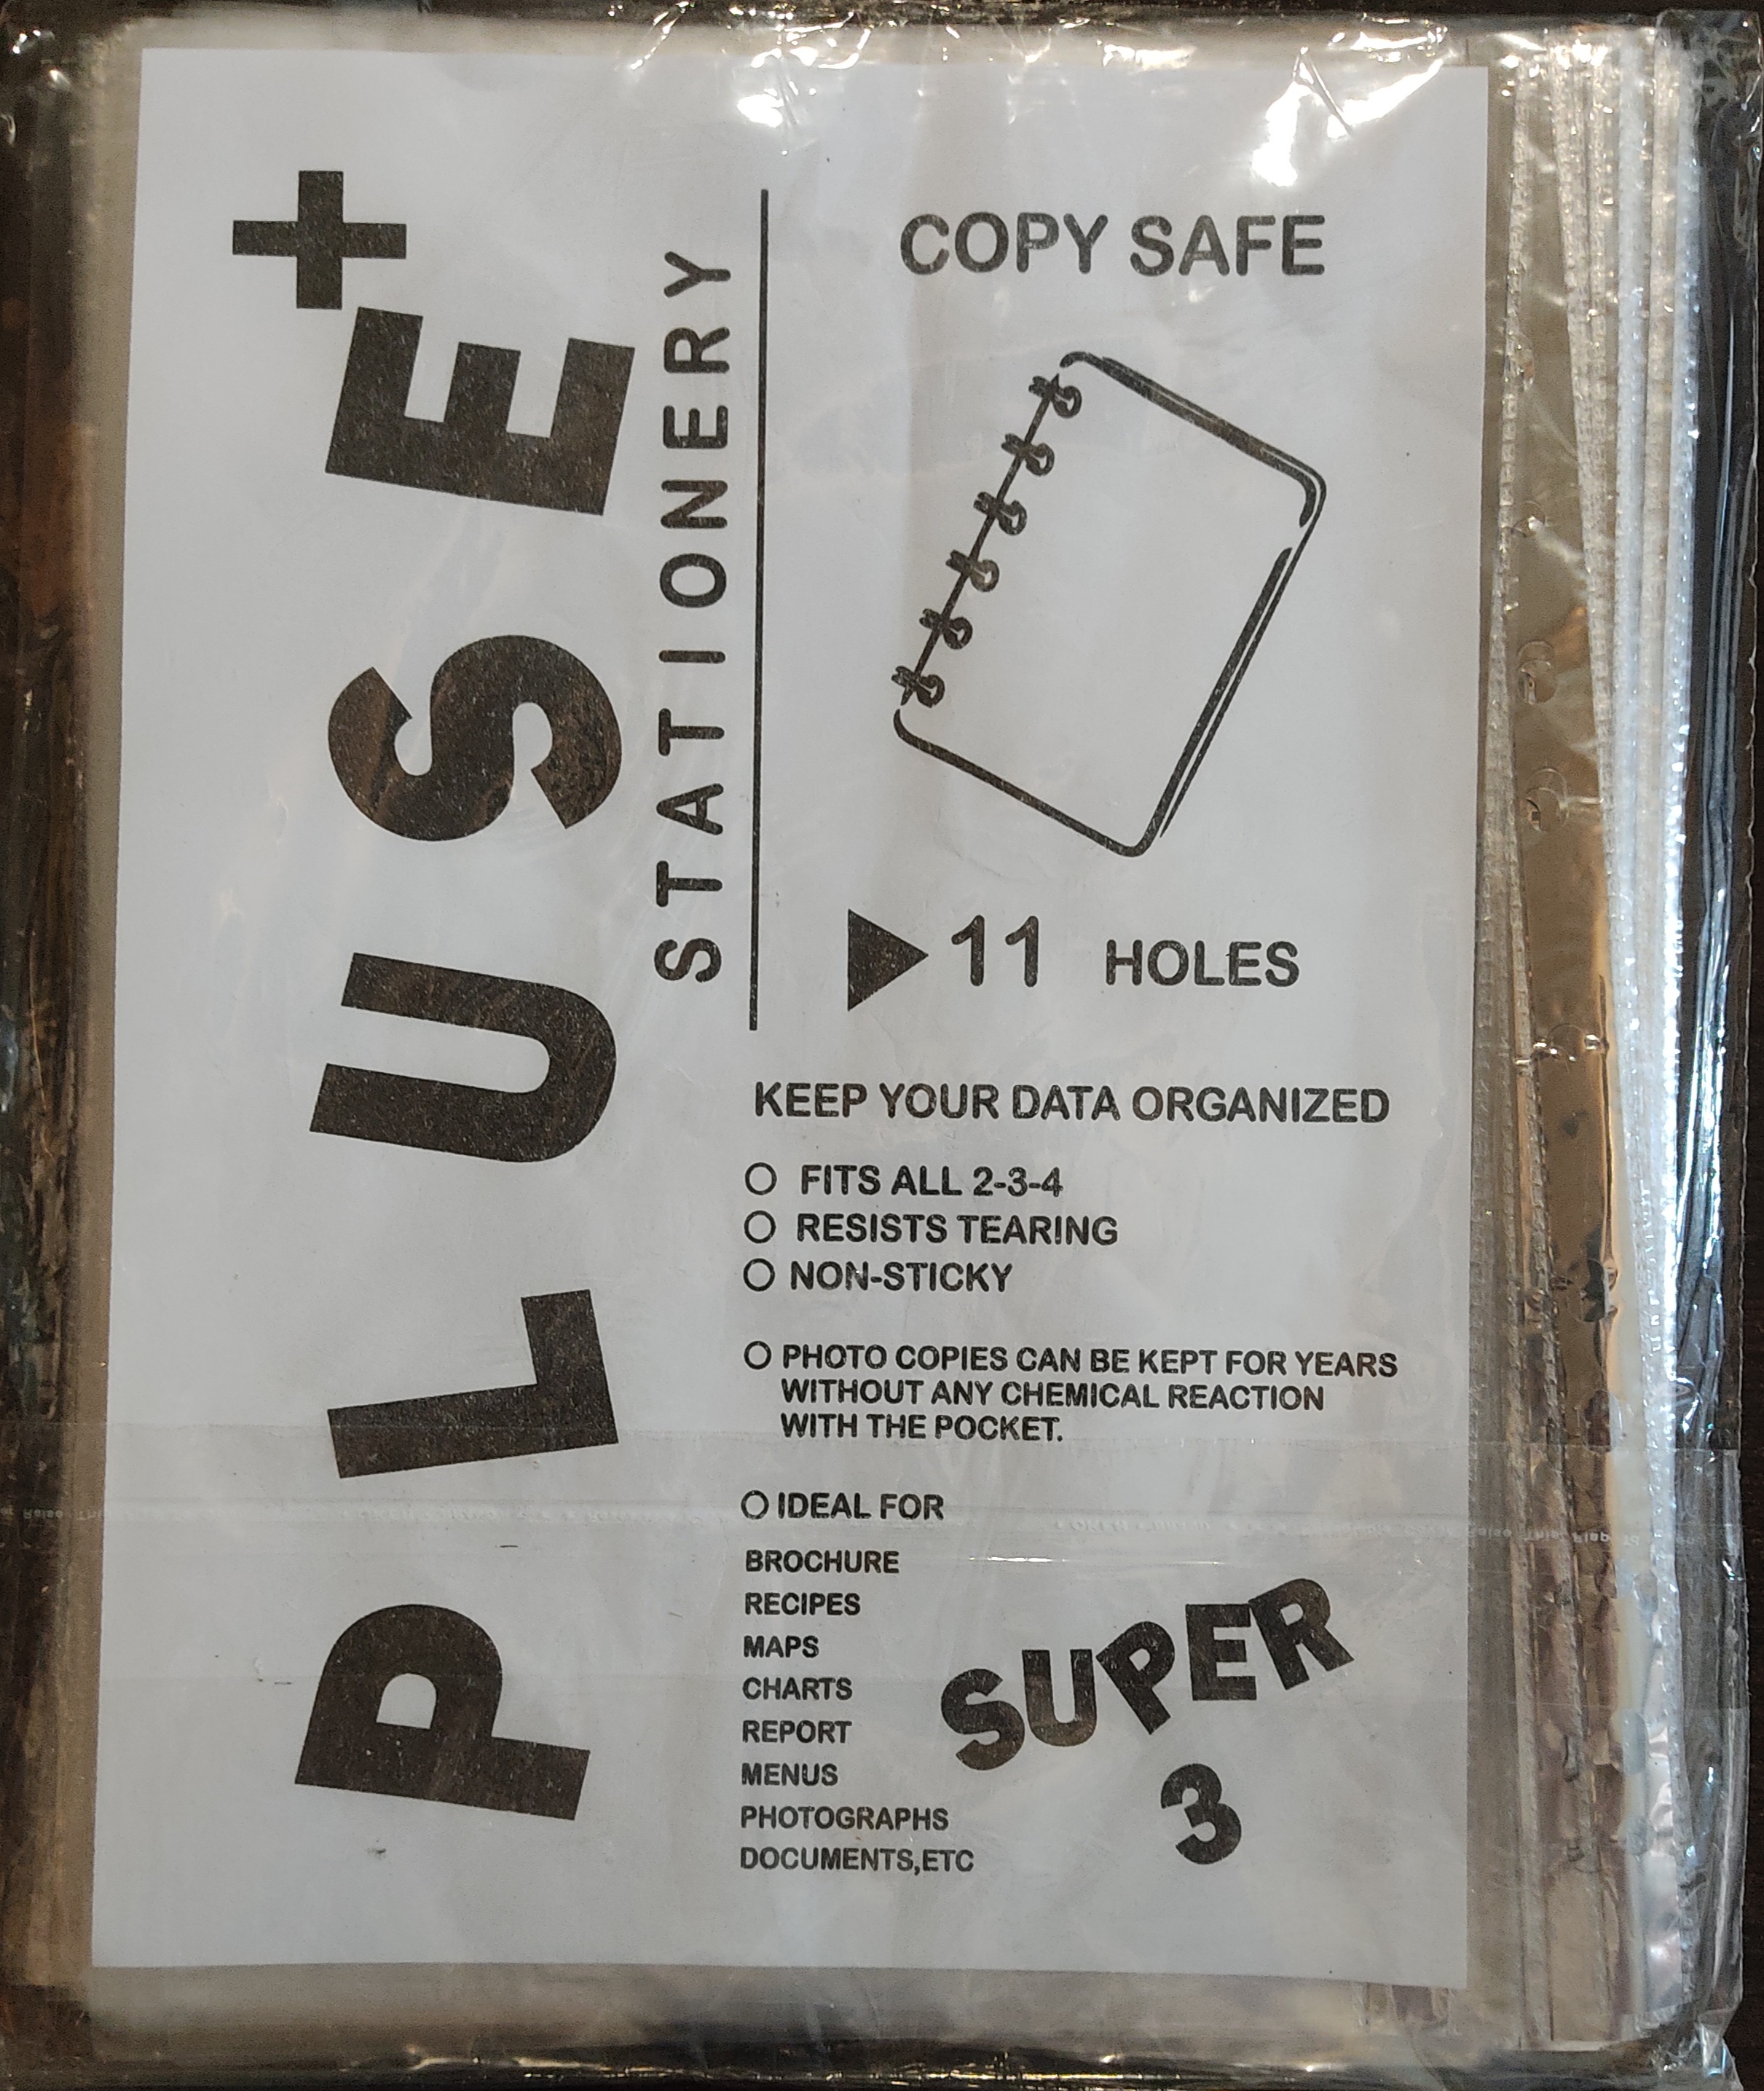 PLUSE+
STATIONERY
COPY SAFE
11 HOLES
KEEP YOUR DATA ORGANIZED
FITS ALL 2-3-4
RESISTS TEARING
NON-STICKY
PHOTO COPIES CAN BE KEPT FOR YEARS
WITHOUT ANY CHEMICAL REACTION
WITH THE POCKET.
IDEAL FOR
BROCHURE
RECIPES
MAPS
CHARTS
REPORT
MENUS
PHOTOGRAPHS
DOCUMENTS,ETC
SUPER
3